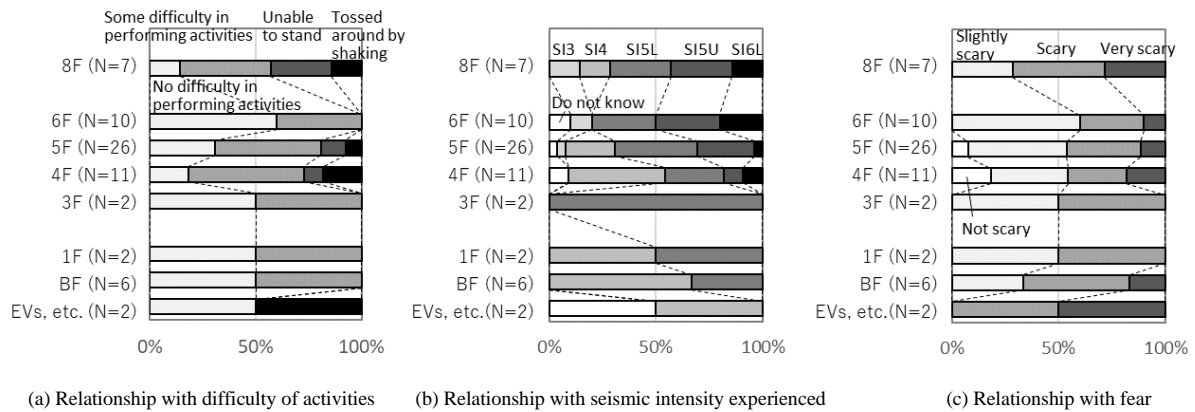 Some difficulty in
performing activities
Unable
to stand
Tossed
around by
shaking
No difficulty in
performing activities
8F (N=7)
6F (N=10)
5F (N=26)
4F (N=11)
3F (N=2)
1F (N=2)
BF (N=6)
EVs, etc.(N=2)
0%
50%
100%
(a) Relationship with difficulty of activities
SI3
SI4
SI5L
SI5U
SI6L
Do not know
8F (N=7)
6F (N=10)
5F (N=26)
4F (N=11)
3F (N=2)
1F (N=2)
BF (N=6)
EVs, etc.(N=2)
0%
50%
100%
(b) Relationship with seismic intensity experienced
Slightly
scary
Scary
Very scary
8F (N=7)
6F (N=10)
5F (N=26)
4F (N=11)
3F (N=2)
Not scary
1F (N=2)
BF (N=6)
EVs, etc.(N=2)
0%
50%
100%
(c) Relationship with fear